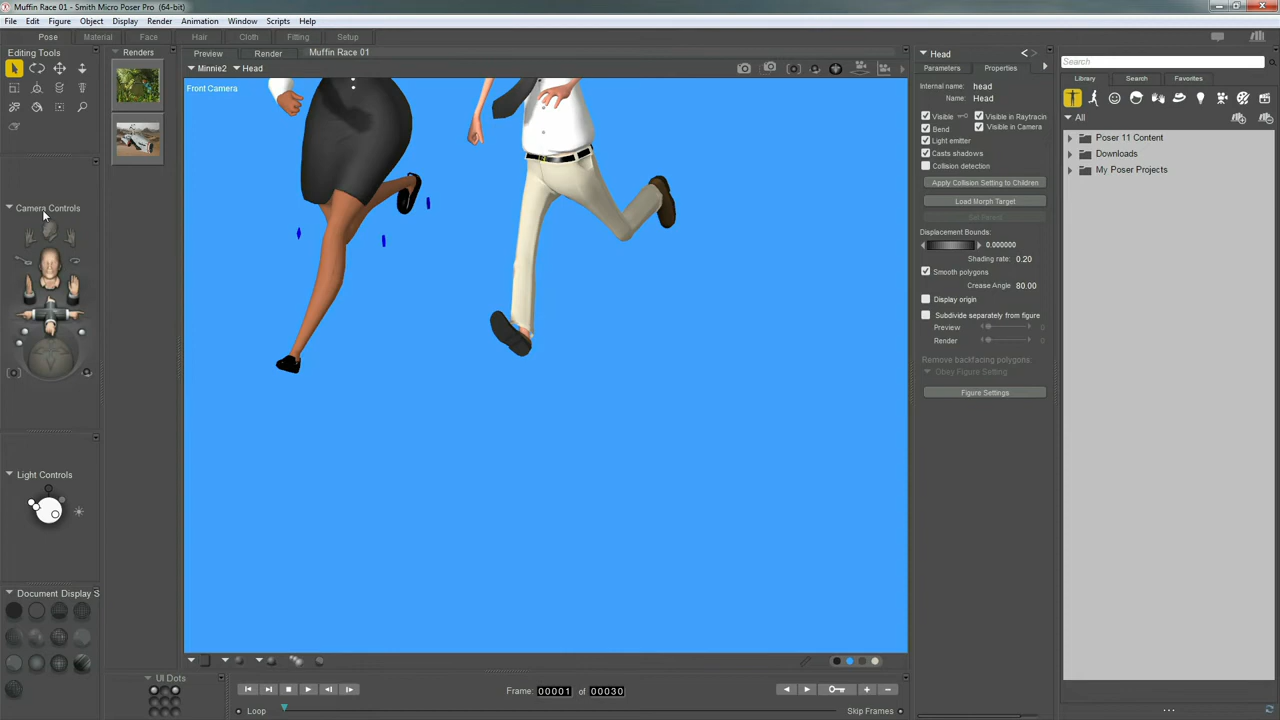 Muffin Race 01 - Smith Micro Poser Pro (64-bit)
File Edit Figure Object Display Render Animation Window Scripts Help
Pose Material Face Hair Cloth Fitting Setup
Editing Tools
Renders
Preview Render Muffin Race 01
Minnie2 Head
Front Camera
Camera Controls
Light Controls
Document Display S
UI Dots
Frame: 00001 of 00030
Loop
Skip Frames
Head
Parameters Properties
Internal name: head
Name: Head
Visible Visible in Raytracin
Bend Visible in Camera
Light emitter
Casts shadows
Collision detection
Apply Collision Setting to Children
Load Morph Target
Set Parent
Displacement Bounds:
0.000000
Shading rate: 0.20
Smooth polygons
Crease Angle 80.00
Display origin
Subdivide separately from figure
Preview 0
Render 0
Remove backfacing polygons:
Obey Figure Setting
Figure Settings
Search
Library Search Favorites
All
Poser 11 Content
Downloads
My Poser Projects